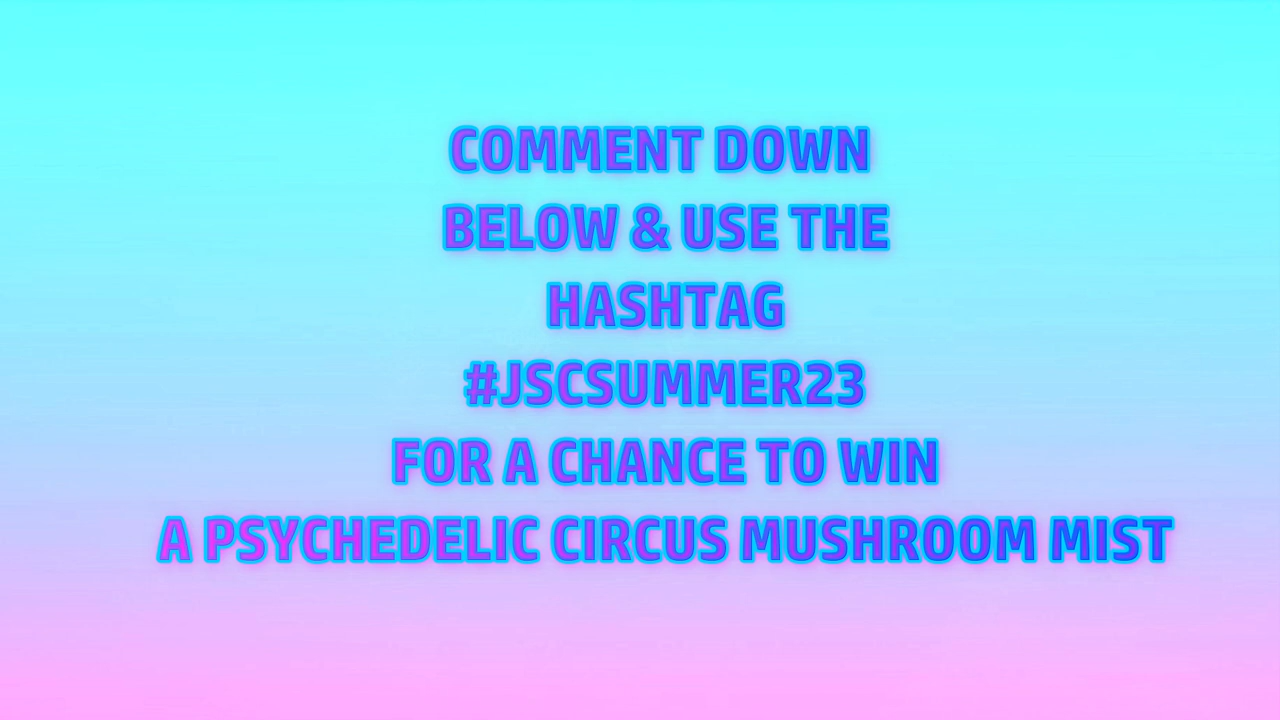 COMMENT DOWN
BELOW & USE THE
HASHTAG
#JSCSUMMER23
FOR A CHANCE TO WIN
A PSYCHEDELIC CIRCUS MUSHROOM MIST